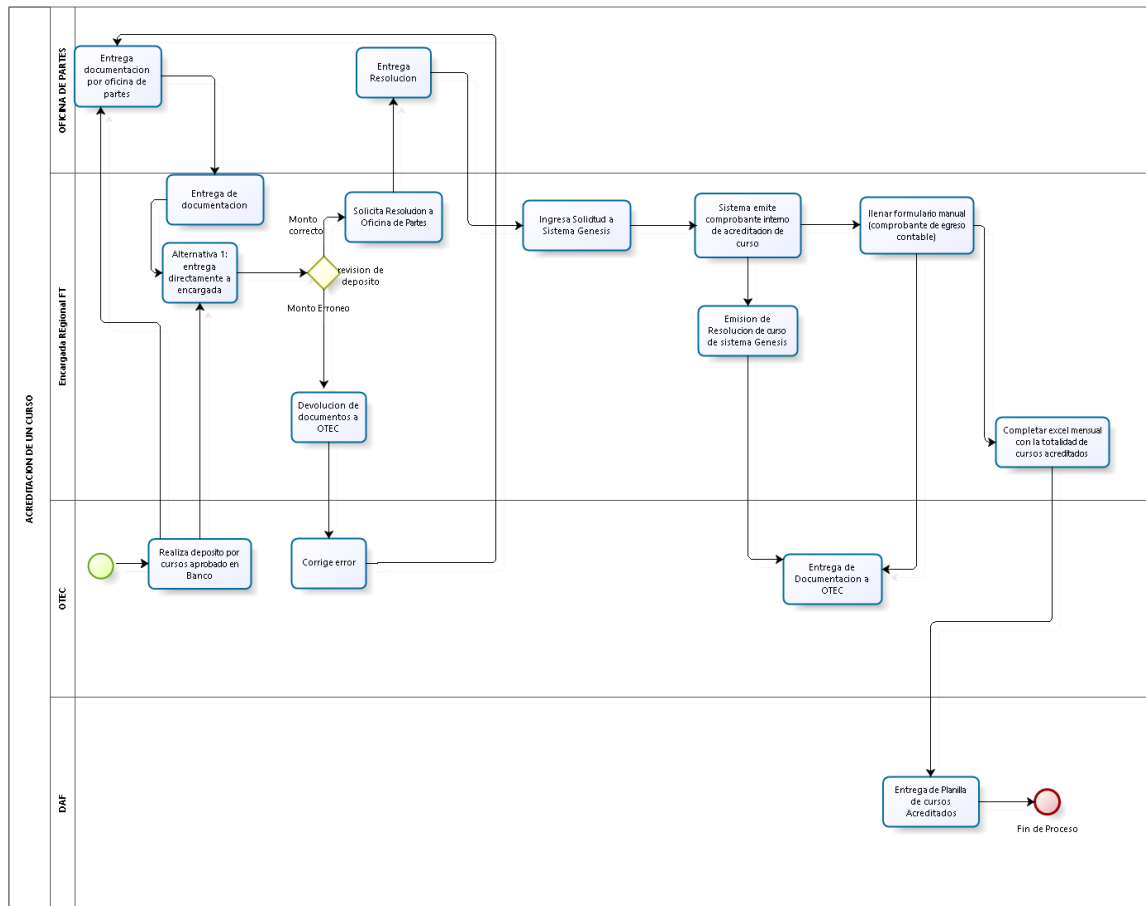 ACREDITACION DE UN CURSO
OFICINA DE PARTES
Entrega
documentacion
por oficina de
partes
Entrega
Resolucion
Encargada REgional FT
Entrega de
documentacion
Alternativa 1:
entrega
directamente a
encargada
Monto
correcto
Solicita Resolucion a
Oficina de Partes
revision de
deposito
Monto Erroneo
Devolucion de
documentos a
OTEC
Ingresa Solicitud a
Sistema Genesis
Sistema emite
comprobante interno
de acreditacion de
curso
llenar formulario manual
(comprobante de egreso
contable)
Emision de
Resolucion de curso
de sistema Genesis
Completar excel mensual
con la totalidad de
cursos acreditados
OTEC
Realiza deposito por
cursos aprobado en
Banco
Corrige error
Entrega de
Documentacion a
OTEC
DAF
Entrega de Planilla
de cursos
Acreditados
Fin de Proceso